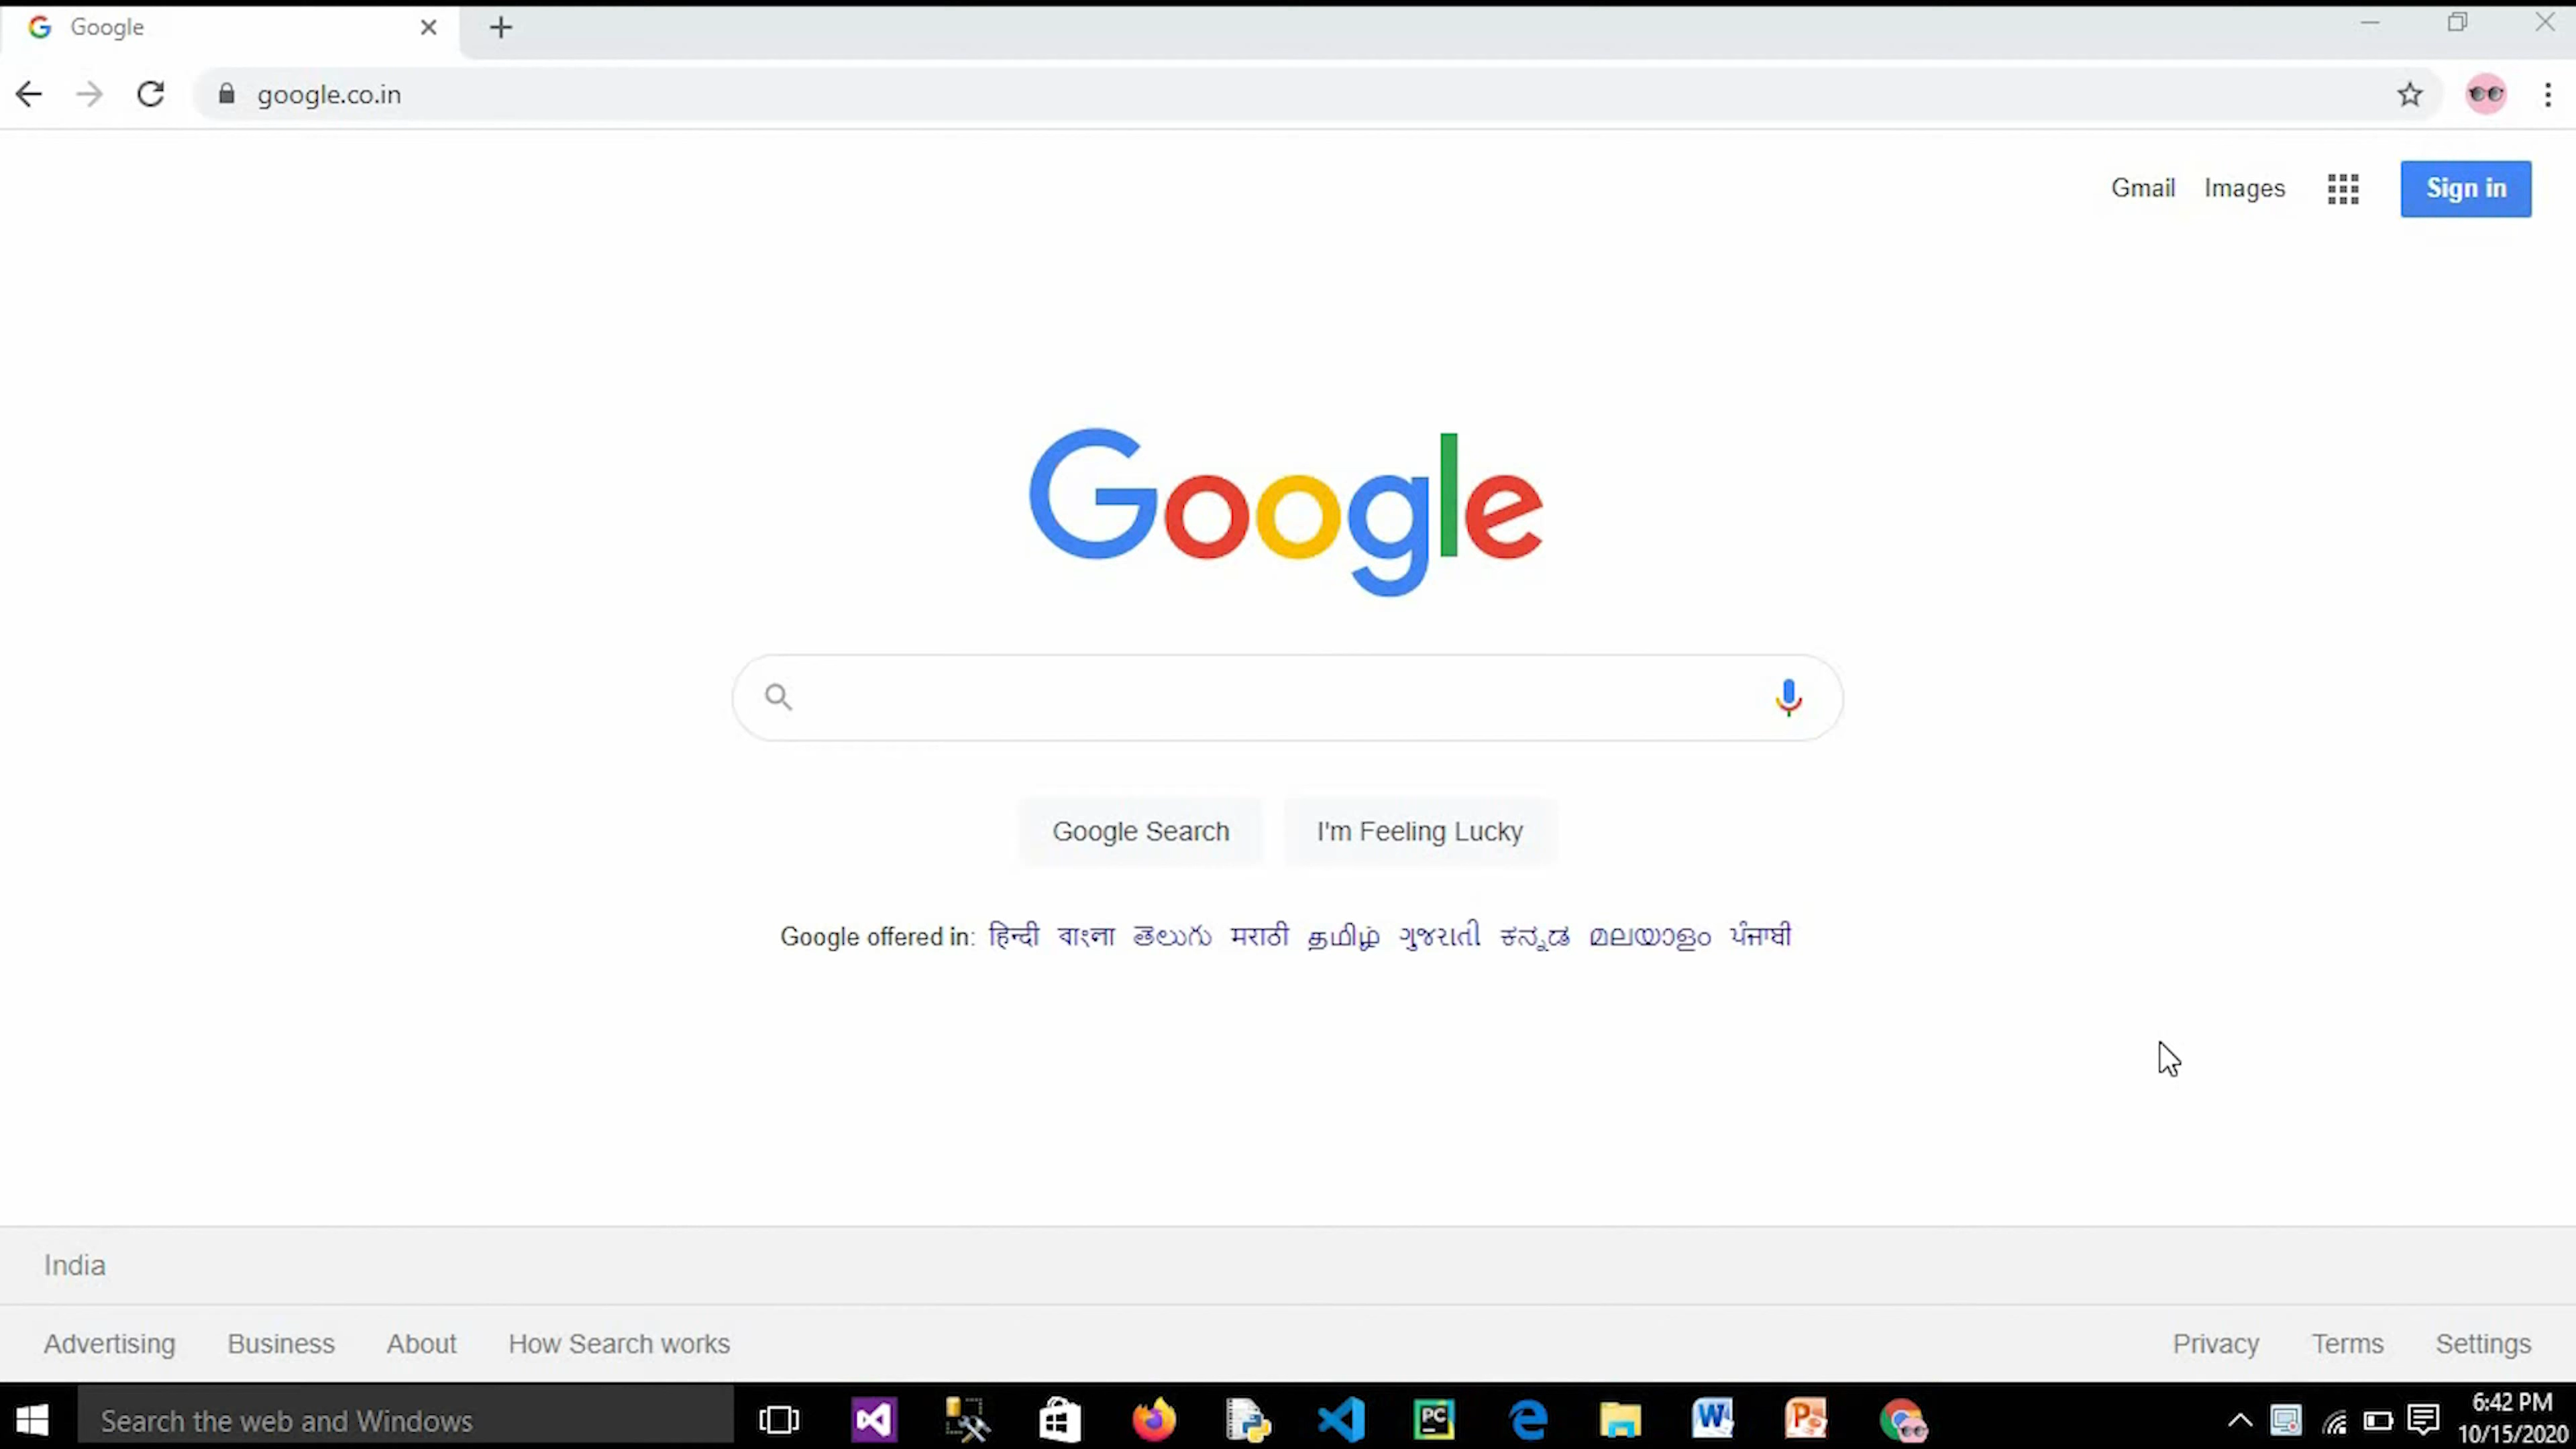 Google
google.co.in
Gmail Images Sign in
Google
Google Search I'm Feeling Lucky
Google offered in: हिन्दी বাংলা తెలుగు मराठी தமிழ் ગુજરાતી ಕನ್ನಡ മലയാളം ਪੰਜਾਬੀ
India
Advertising Business About How Search works Privacy Terms Settings
Search the web and Windows
6:42 PM
10/15/2020